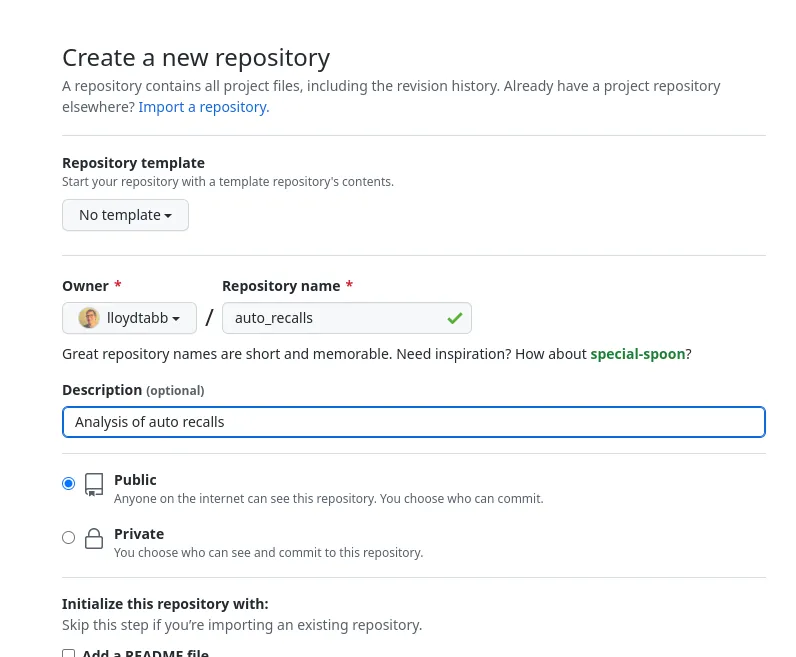 Create a new repository
A repository contains all project files, including the revision history. Already have a project repository
elsewhere? Import a repository.
Repository template
Start your repository with a template repository's contents.
No template
Owner *
Repository name *
lloydtabb
/
auto_recalls
Great repository names are short and memorable. Need inspiration? How about special-spoon?
Description (optional)
Analysis of auto recalls
Public
Anyone on the internet can see this repository. You choose who can commit.
Private
You choose who can see and commit to this repository.
Initialize this repository with:
Skip this step if you’re importing an existing repository.
Add a README file